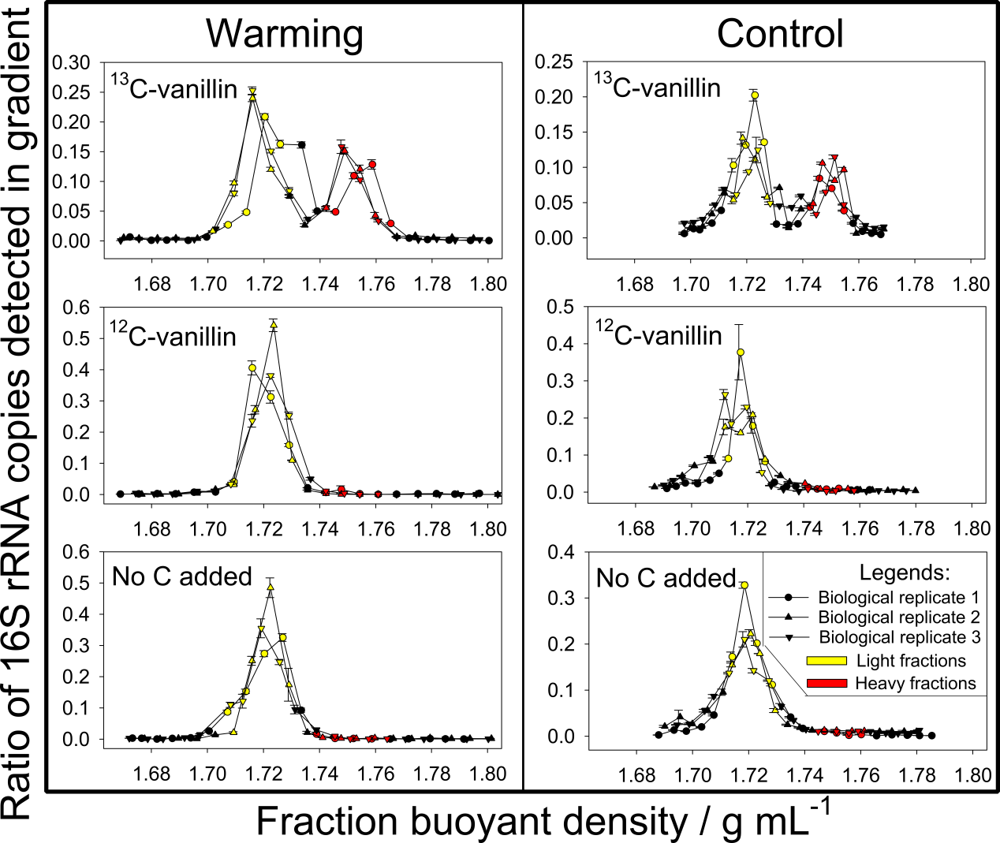 Ratio of 16S rRNA copies detected in gradient
Warming
Control
13C-vanillin
0.30
0.25
0.20
0.15
0.10
0.05
0.00
1.68 1.70 1.72 1.74 1.76 1.78 1.80
13C-vanillin
0.25
0.20
0.15
0.10
0.05
0.00
1.68 1.70 1.72 1.74 1.76 1.78 1.80
12C-vanillin
0.6
0.5
0.4
0.3
0.2
0.1
0.0
1.68 1.70 1.72 1.74 1.76 1.78 1.80
12C-vanillin
0.5
0.4
0.3
0.2
0.1
0.0
1.68 1.70 1.72 1.74 1.76 1.78 1.80
No C added
0.6
0.5
0.4
0.3
0.2
0.1
0.0
1.68 1.70 1.72 1.74 1.76 1.78 1.80
No C added
0.4
0.3
0.2
0.1
0.0
1.68 1.70 1.72 1.74 1.76 1.78 1.80
Legends:
Biological replicate 1
Biological replicate 2
Biological replicate 3
Light fractions
Heavy fractions
Fraction buoyant density / g mL-1